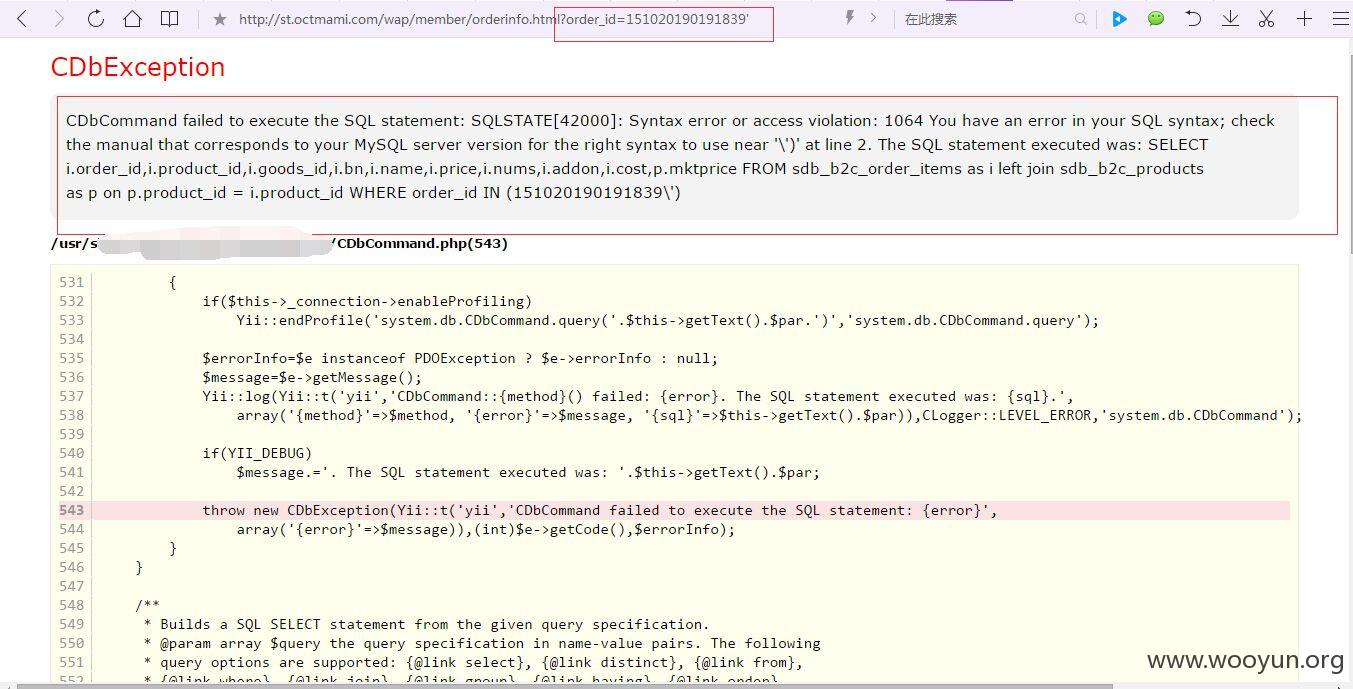 http://st.octmami.com/wap/member/orderinfo.html?order_id=151020190191839'
在此搜索
CDbException
CDbCommand failed to execute the SQL statement: SQLSTATE[42000]: Syntax error or access violation: 1064 You have an error in your SQL syntax; check
the manual that corresponds to your MySQL server version for the right syntax to use near '\')' at line 2. The SQL statement executed was: SELECT
i.order_id,i.product_id,i.goods_id,i.bn,i.name,i.price,i.nums,i.addon,i.cost,p.mktprice FROM sdb_b2c_order_items as i left join sdb_b2c_products
as p on p.product_id = i.product_id WHERE order_id IN (151020190191839\')
/usr/s /CDbCommand.php(543)
531 {
532 if($this->_connection->enableProfiling)
533 Yii::endProfile('system.db.CDbCommand.query('.$this->getText().$par.')','system.db.CDbCommand.query');
534
535 $errorInfo=$e instanceof PDOException ? $e->errorInfo : null;
536 $message=$e->getMessage();
537 Yii::log(Yii::t('yii','CDbCommand::{method}() failed: {error}. The SQL statement executed was: {sql}.',
538 array('{method}'=>$method, '{error}'=>$message, '{sql}'=>$this->getText().$par)),CLogger::LEVEL_ERROR,'system.db.CDbCommand');
539
540 if(YII_DEBUG)
541 $message.='. The SQL statement executed was: '.$this->getText().$par;
542
543 throw new CDbException(Yii::t('yii','CDbCommand failed to execute the SQL statement: {error}',
544 array('{error}'=>$message)),(int)$e->getCode(),$errorInfo);
545 }
546 }
547
548 /**
549 * Builds a SQL SELECT statement from the given query specification.
550 * @param array $query the query specification in name-value pairs. The following
551 * query options are supported: {@link select}, {@link distinct}, {@link from},
552 * {@link where}, {@link join}, {@link group}, {@link having}, {@link order},
www.wooyun.org